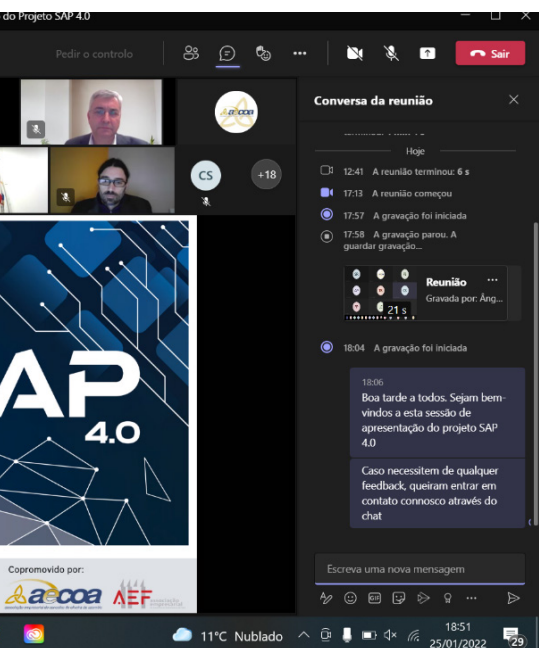 do Projeto SAP 4.0
Pedir o controlo
Sair
aecoa
CS
+18
AP
4.0
Copromovido por:
aecoa
AEF
Conversa da reunião
Hoje
12:41 A reunião terminou: 6 s
17:13 A reunião começou
17:57 A gravação foi iniciada
17:58 A gravação parou. A
guardar gravação...
Reunião
Gravada por: Âng...
21 s
18:04 A gravação foi iniciada
18:06
Boa tarde a todos. Sejam bem-
vindos a esta sessão de
apresentação do projeto SAP
4.0
Caso necessitem de qualquer
feedback, queiram entrar em
contato connosco através do
chat
Escreva uma nova mensagem
GIF
11°C Nublado
18:51
25/01/2022
29